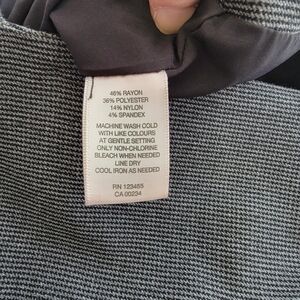 46% RAYON
36% POLYESTER
14% NYLON
4% SPANDEX
MACHINE WASH COLD
WITH LIKE COLOURS
AT GENTLE SETTING
ONLY NON-CHLORINE
BLEACH WHEN NEEDED
LINE DRY
COOL IRON AS NEEDED
RN 123465
CA 00234